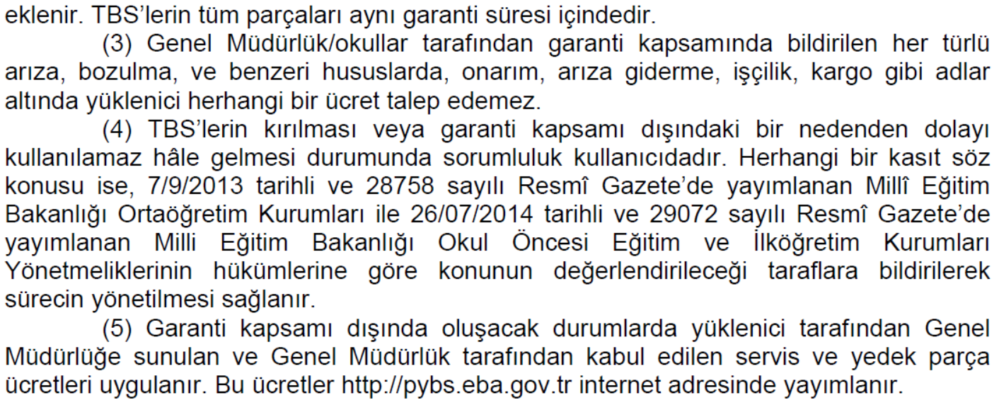 eklenir. TBS’lerin tüm parçaları aynı garanti süresi içindedir.
(3) Genel Müdürlük/okullar tarafından garanti kapsamında bildirilen her türlü
arıza, bozulma, ve benzeri hususlarda, onarım, arıza giderme, işçilik, kargo gibi adlar
altında yüklenici herhangi bir ücret talep edemez.
(4) TBS’lerin kırılması veya garanti kapsamı dışındaki bir nedenden dolayı
kullanılamaz hâle gelmesi durumunda sorumluluk kullanıcıdadır. Herhangi bir kasıt söz
konusu ise, 7/9/2013 tarihli ve 28758 sayılı Resmî Gazete’de yayımlanan Millî Eğitim
Bakanlığı Ortaöğretim Kurumları ile 26/07/2014 tarihli ve 29072 sayılı Resmî Gazete’de
yayımlanan Milli Eğitim Bakanlığı Okul Öncesi Eğitim ve İlköğretim Kurumları
Yönetmeliklerinin hükümlerine göre konunun değerlendirileceği taraflara bildirilerek
sürecin yönetilmesi sağlanır.
(5) Garanti kapsamı dışında oluşacak durumlarda yüklenici tarafından Genel
Müdürlüğe sunulan ve Genel Müdürlük tarafından kabul edilen servis ve yedek parça
ücretleri uygulanır. Bu ücretler http://pybs.eba.gov.tr internet adresinde yayımlanır.